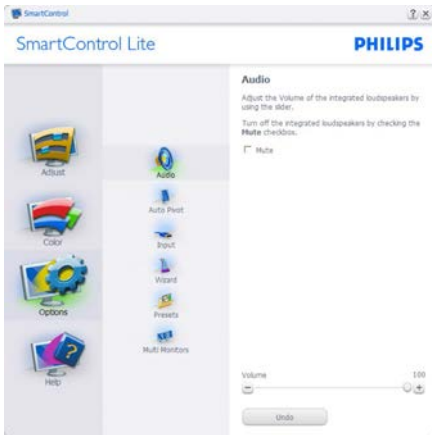 SmartControl
SmartControl Lite
PHILIPS
Adjust
Color
Options
Help
Audio
Auto Pivot
Input
Wizard
Presets
Multi Monitors
Audio
Adjust the Volume of the integrated loudspeakers by
using the slider.
Turn off the integrated loudspeakers by checking the
Mute checkbox.
Mute
Volume 100
Undo